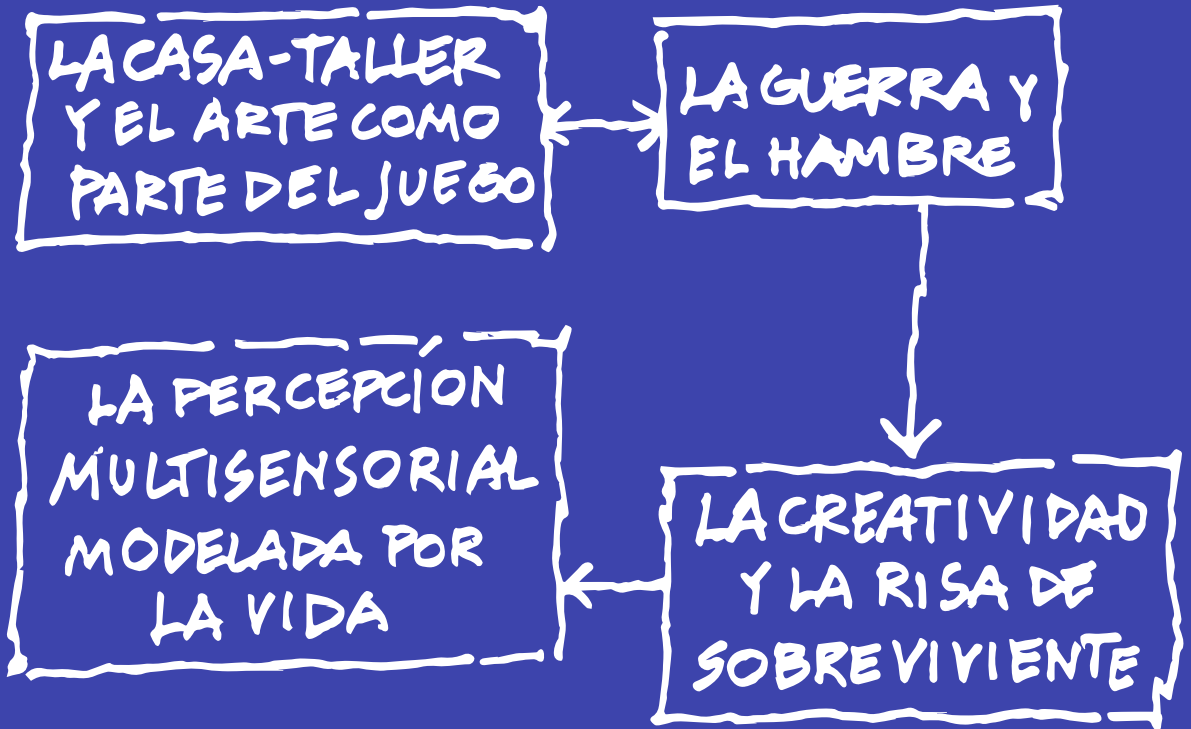 LA CASA-TALLER
Y EL ARTE COMO
PARTE DEL JUEGO
LA GUERRA Y
EL HAMBRE
LA PERCEPCÍON
MULTISENSORIAL
MODELADA POR
LA VIDA
LA CREATIVIDAD
Y LA RISA DE
SOBREVIVIENTE